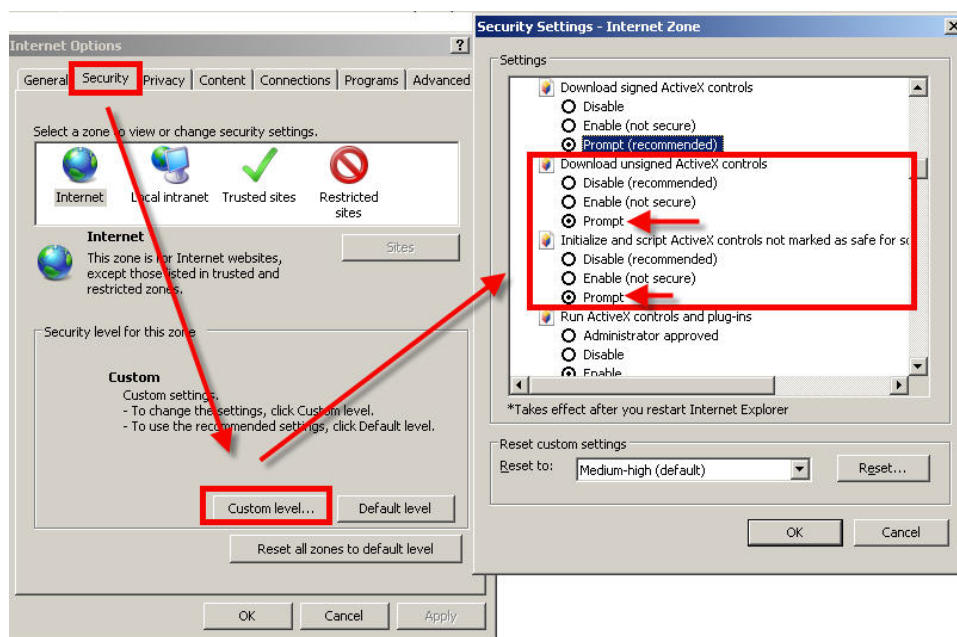 Internet Options
?
General
Security
Privacy
Content
Connections
Programs
Advanced
Select a zone to view or change security settings.
Internet
Local intranet
Trusted sites
Restricted
sites
Internet
This zone is for Internet websites,
except those listed in trusted and
restricted zones.
Sites
Security level for this zone
Custom
Custom settings.
- To change the settings, click Custom level.
- To use the recommended settings, click Default level.
Custom level...
Default level
Reset all zones to default level
OK
Cancel
Apply
Security Settings - Internet Zone
X
Settings
Download signed ActiveX controls
Disable
Enable (not secure)
Prompt (recommended)
Download unsigned ActiveX controls
Disable (recommended)
Enable (not secure)
Prompt
Initialize and script ActiveX controls not marked as safe for sc
Disable (recommended)
Enable (not secure)
Prompt
Run ActiveX controls and plug-ins
Administrator approved
Disable
Enable
*Takes effect after you restart Internet Explorer
Reset custom settings
Reset to:
Medium-high (default)
Reset...
OK
Cancel